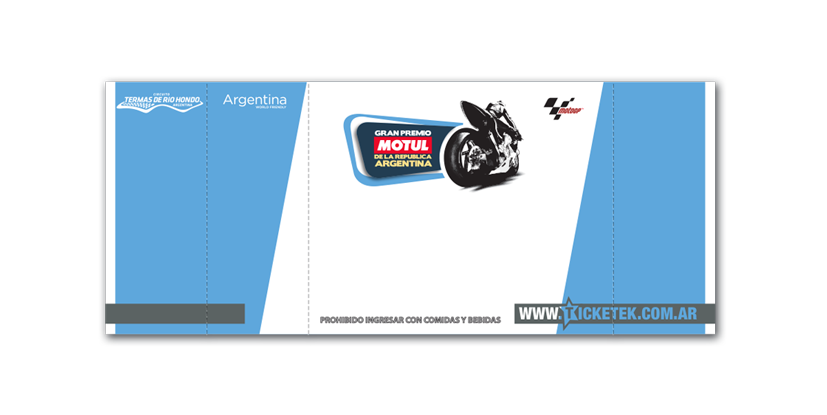 CIRCUITO
TERMAS DE RIO HONDO
ARGENTINA
Argentina
WORLD FRIENDLY
GRAN PREMIO
MOTUL
DE LA REPUBLICA
ARGENTINA
motoGP
PROHIBIDO INGRESAR CON COMIDAS Y BEBIDAS
WWW.TICKETEK.COM.AR